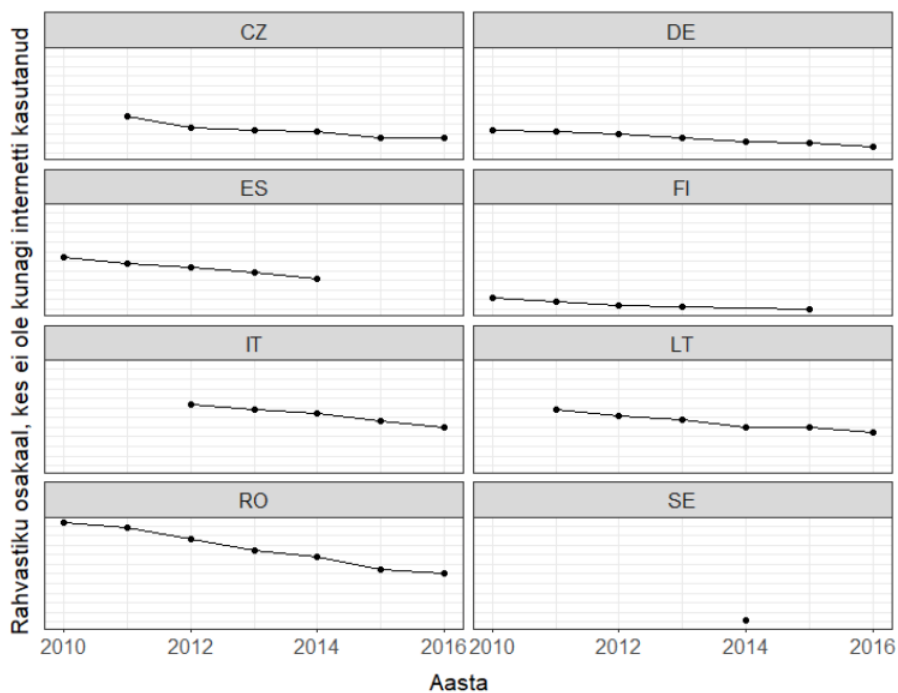 Rahvastiku osakaal, kes ei ole kunagi internetti kasutanud
CZ
DE
ES
FI
IT
LT
RO
SE
2010 2012 2014 2016 2010 2012 2014 2016
Aasta